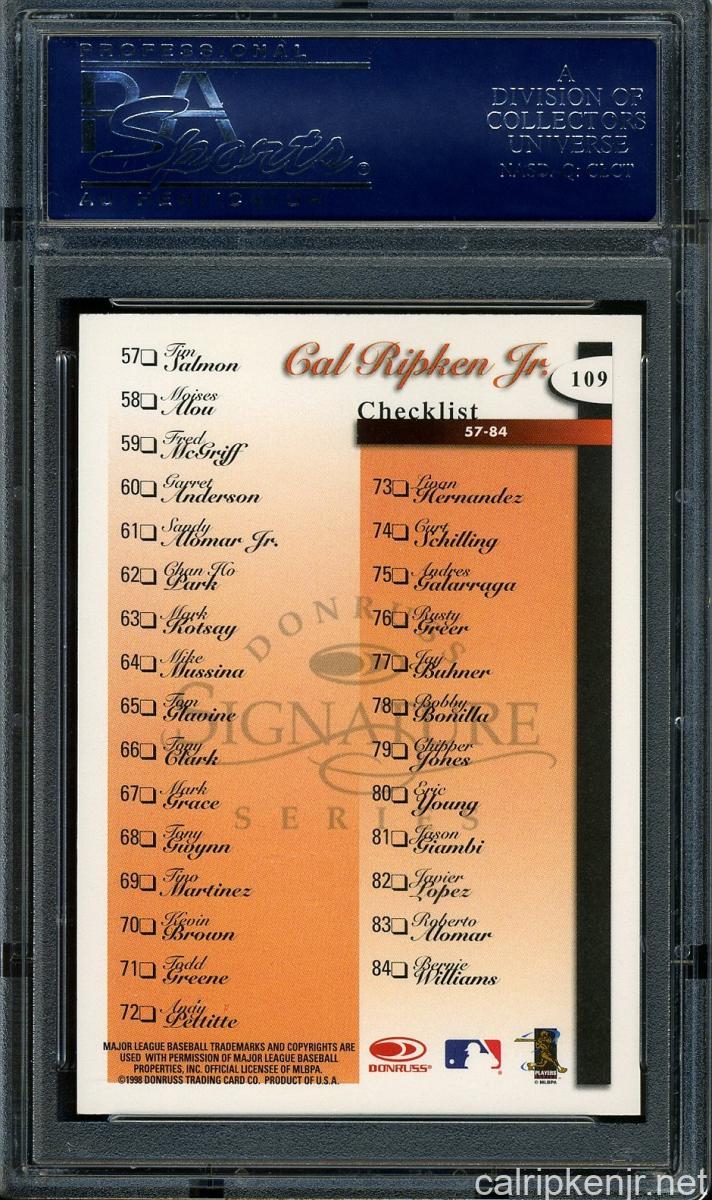 PROFESSIONAL
PSA
Sports
AUTHENTICATOR
A
DIVISION OF
COLLECTORS
UNIVERSE
NASDAQ: CLCT
Cal Ripken Jr.
109
Checklist
57-84
57 Tim Salmon
58 Moises Alou
59 Fred McGriff
60 Garret Anderson
61 Sandy Alomar Jr.
62 Chan Ho Park
63 Mark Kotsay
64 Mike Mussina
65 Tom Glavine
66 Tony Clark
67 Mark Grace
68 Tony Gwynn
69 Tino Martinez
70 Kevin Brown
71 Todd Greene
72 Andy Pettitte
73 Livan Hernandez
74 Curt Schilling
75 Andres Galarraga
76 Rusty Greer
77 Jay Buhner
78 Bobby Bonilla
79 Chipper Jones
80 Eric Young
81 Jason Giambi
82 Javier Lopez
83 Roberto Alomar
84 Bernie Williams
DONRUSS
SIGNATURE
SERIES
MAJOR LEAGUE BASEBALL TRADEMARKS AND COPYRIGHTS ARE
USED WITH PERMISSION OF MAJOR LEAGUE BASEBALL
PROPERTIES, INC. OFFICIAL LICENSEE OF MLBPA.
©1998 DONRUSS TRADING CARD CO. PRODUCT OF U.S.A.
DONRUSS®
PLAYERS
© MLBPA
calripkenjr.net